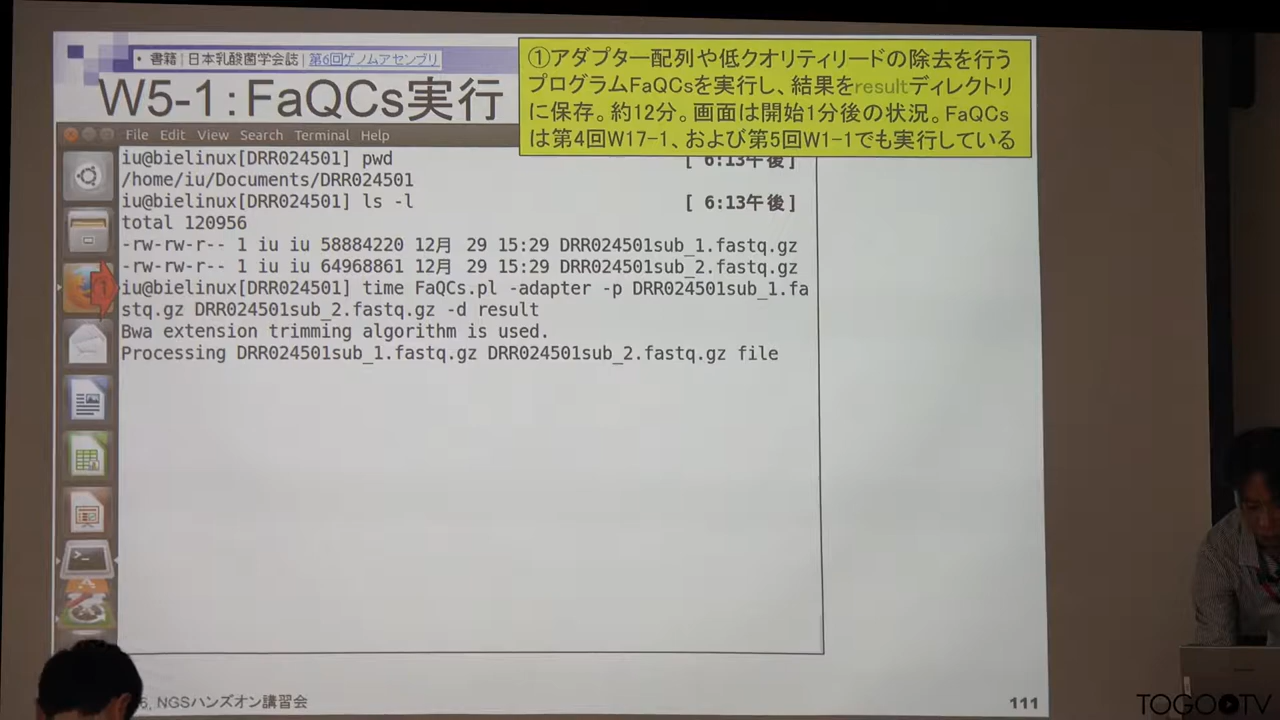 ・ 書籍 | 日本乳酸菌学会誌 | 第6回ゲノムアセンブリ
W5-1：FaQCs実行
①アダプター配列や低クオリティリードの除去を行う
プログラムFaQCsを実行し、結果をresultディレクトリ
に保存。約12分。画面は開始1分後の状況。FaQCs
は第4回W17-1、および第5回W1-1でも実行している
File Edit View Search Terminal Help
iu@bielinux[DRR024501] pwd [ 6:13午後]
/home/iu/Documents/DRR024501
iu@bielinux[DRR024501] ls -l [ 6:13午後]
total 120956
-rw-rw-r-- 1 iu iu 58884220 12月 29 15:29 DRR024501sub_1.fastq.gz
-rw-rw-r-- 1 iu iu 64968861 12月 29 15:29 DRR024501sub_2.fastq.gz
①
iu@bielinux[DRR024501] time FaQCs.pl -adapter -p DRR024501sub_1.fa
stq.gz DRR024501sub_2.fastq.gz -d result
Bwa extension trimming algorithm is used.
Processing DRR024501sub_1.fastq.gz DRR024501sub_2.fastq.gz file
, NGSハンズオン講習会
111
TOGOTV